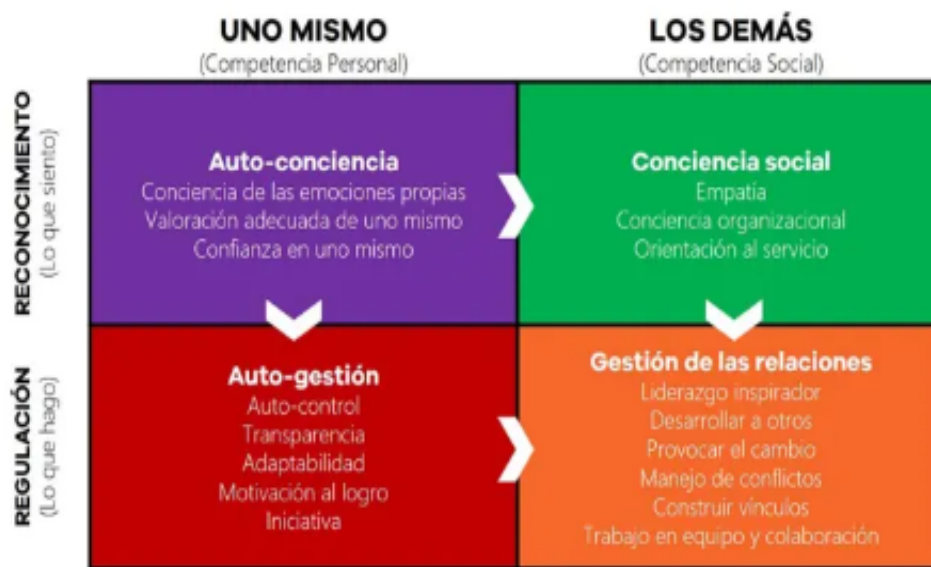 UNO MISMO
(Competencia Personal)
LOS DEMÁS
(Competencia Social)
RECONOCIMIENTO
(Lo que siento)
Auto-conciencia
Conciencia de las emociones propias
Valoración adecuada de uno mismo
Confianza en uno mismo
Conciencia social
Empatía
Conciencia organizacional
Orientación al servicio
REGULACIÓN
(Lo que hago)
Auto-gestión
Auto-control
Transparencia
Adaptabilidad
Motivación al logro
Iniciativa
Gestión de las relaciones
Liderazgo inspirador
Desarrollar a otros
Provocar el cambio
Manejo de conflictos
Construir vínculos
Trabajo en equipo y colaboración